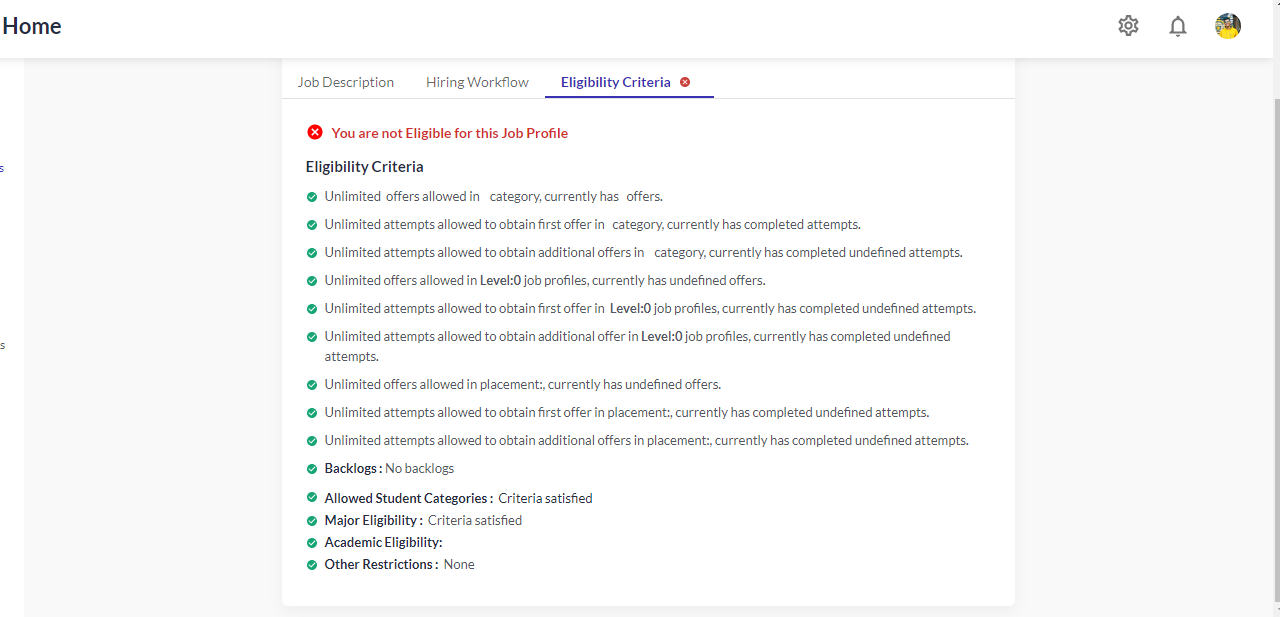 Home
Job Description Hiring Workflow Eligibility Criteria
You are not Eligible for this Job Profile
Eligibility Criteria
Unlimited offers allowed in category, currently has offers.
Unlimited attempts allowed to obtain first offer in category, currently has completed attempts.
Unlimited attempts allowed to obtain additional offers in category, currently has completed undefined attempts.
Unlimited offers allowed in Level:0 job profiles, currently has undefined offers.
Unlimited attempts allowed to obtain first offer in Level:0 job profiles, currently has completed undefined attempts.
Unlimited attempts allowed to obtain additional offer in Level:0 job profiles, currently has completed undefined
attempts.
Unlimited offers allowed in placement:, currently has undefined offers.
Unlimited attempts allowed to obtain first offer in placement:, currently has completed undefined attempts.
Unlimited attempts allowed to obtain additional offers in placement:, currently has completed undefined attempts.
Backlogs : No backlogs
Allowed Student Categories : Criteria satisfied
Major Eligibility : Criteria satisfied
Academic Eligibility:
Other Restrictions : None
s
s